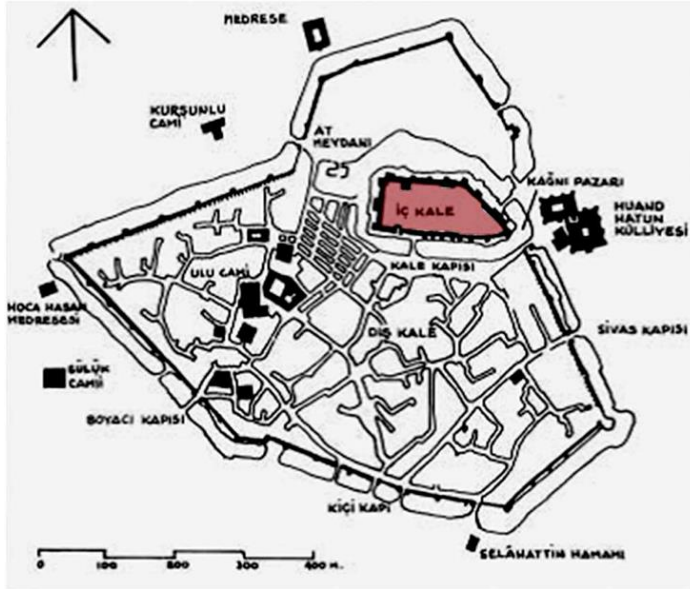 MEDRESE
KURŞUNLU
CAMİ
AT
MEYDANI
KAĞNI PAZARI
İÇ KALE
HUAND
HATUN
KÜLLİYESİ
ULU CAMİ
KALE KAPISI
HOCA HASAN
MEDRESESİ
DIŞ KALE
SİVAS KAPISI
GÜLÜK
CAMİİ
BOYACI KAPISI
KİÇİ KAPI
SELÂHATTİN HAMAMI
0 100 200 300 400 M.